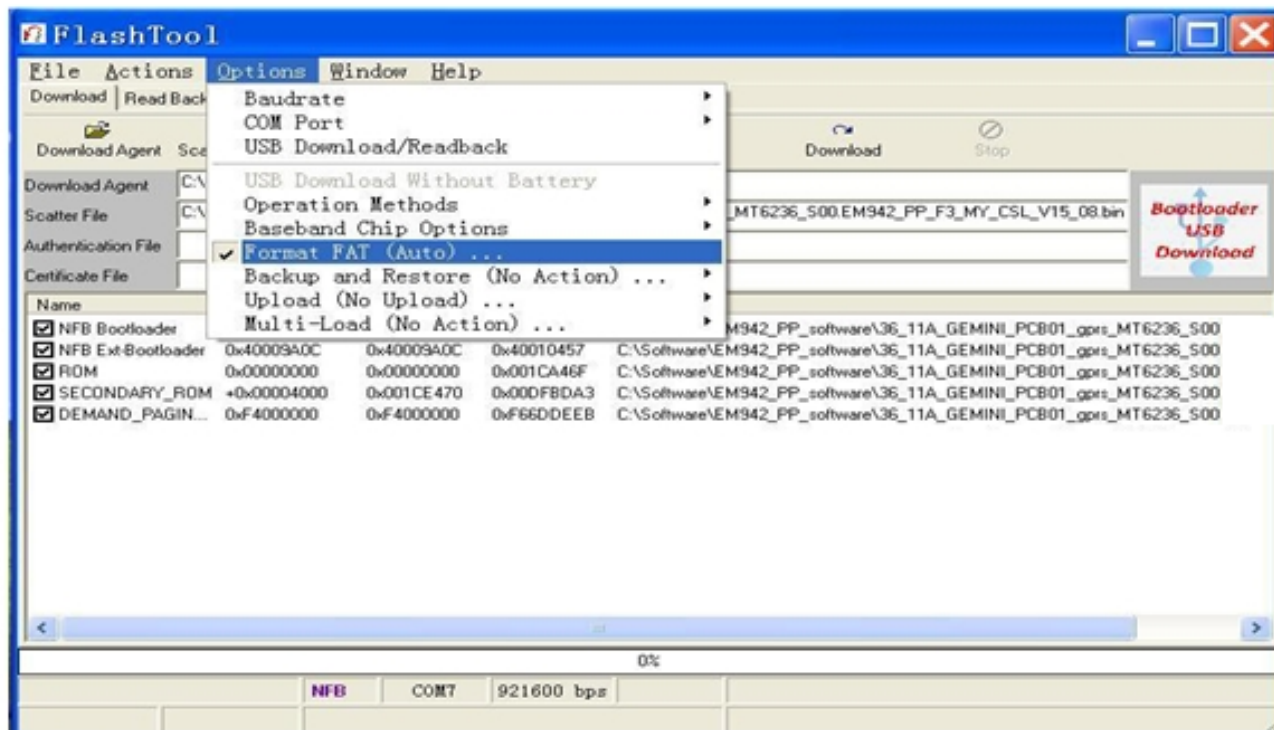 FlashTool
File Actions Options Window Help
Download Read Back
Baudrate
COM Port
USB Download/Readback
USB Download Without Battery
Operation Methods
Baseband Chip Options
Format FAT (Auto) ...
Backup and Restore (No Action) ...
Upload (No Upload) ...
Multi-Load (No Action) ...
Download Agent Download Stop
Download Agent C:\
Scatter File C:\ _MT6236_S00.EM942_PP_F3_MY_CSL_V15_08.bin
Authentication File
Certificate File
Bootloader
USB
Download
Name
NFB Bootloader M942_PP_software\36_11A_GEMINI_PCB01_gprs_MT6236_S00
NFB Ext-Bootloader 0x40009A0C 0x40009A0C 0x40010457 C:\Software\EM942_PP_software\36_11A_GEMINI_PCB01_gprs_MT6236_S00
ROM 0x00000000 0x00000000 0x001CA46F C:\Software\EM942_PP_software\36_11A_GEMINI_PCB01_gprs_MT6236_S00
SECONDARY_ROM +0x00004000 0x001CE470 0x00DFBDA3 C:\Software\EM942_PP_software\36_11A_GEMINI_PCB01_gprs_MT6236_S00
DEMAND_PAGIN... 0xF4000000 0xF4000000 0xF66DDEEB C:\Software\EM942_PP_software\36_11A_GEMINI_PCB01_gprs_MT6236_S00
0%
NFB COM7 921600 bps